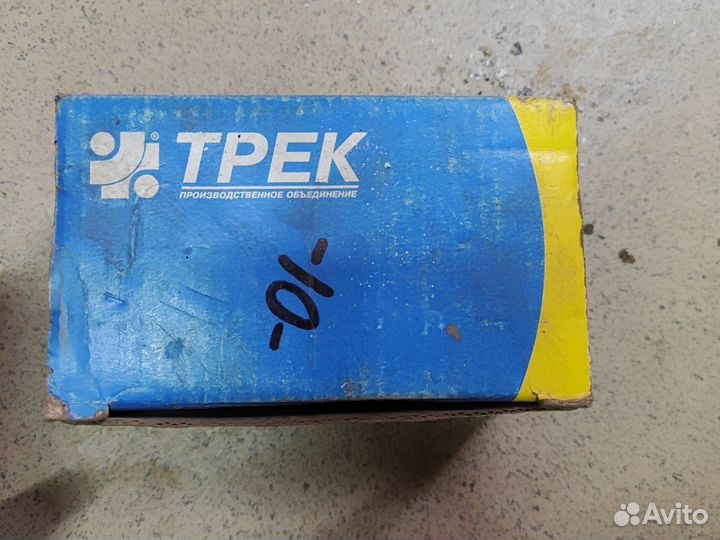 ® ТРЕК
ПРОИЗВОДСТВЕННОЕ ОБЪЕДИНЕНИЕ
-01-
Avito